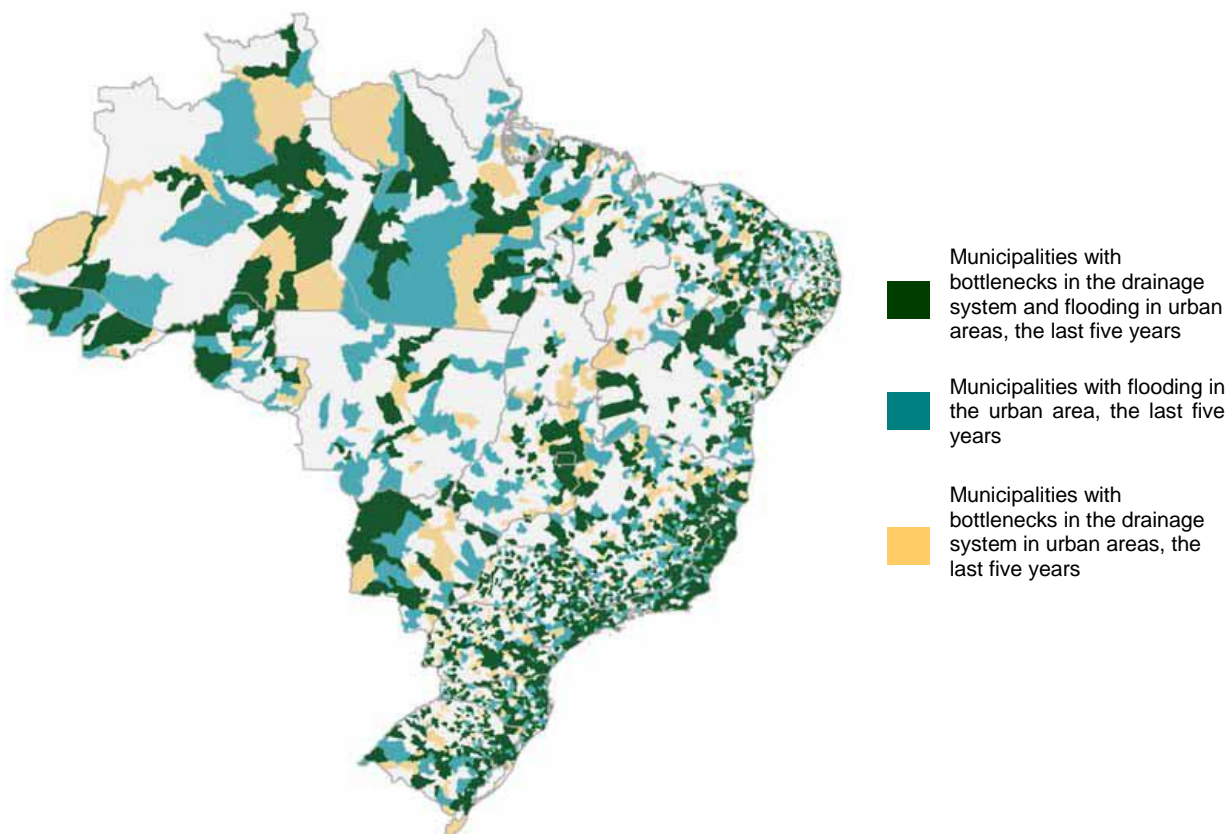 Municipalities with
bottlenecks in the drainage
system and flooding in urban
areas, the last five years
Municipalities with flooding in
the urban area, the last five
years
Municipalities with
bottlenecks in the drainage
system in urban areas, the
last five years